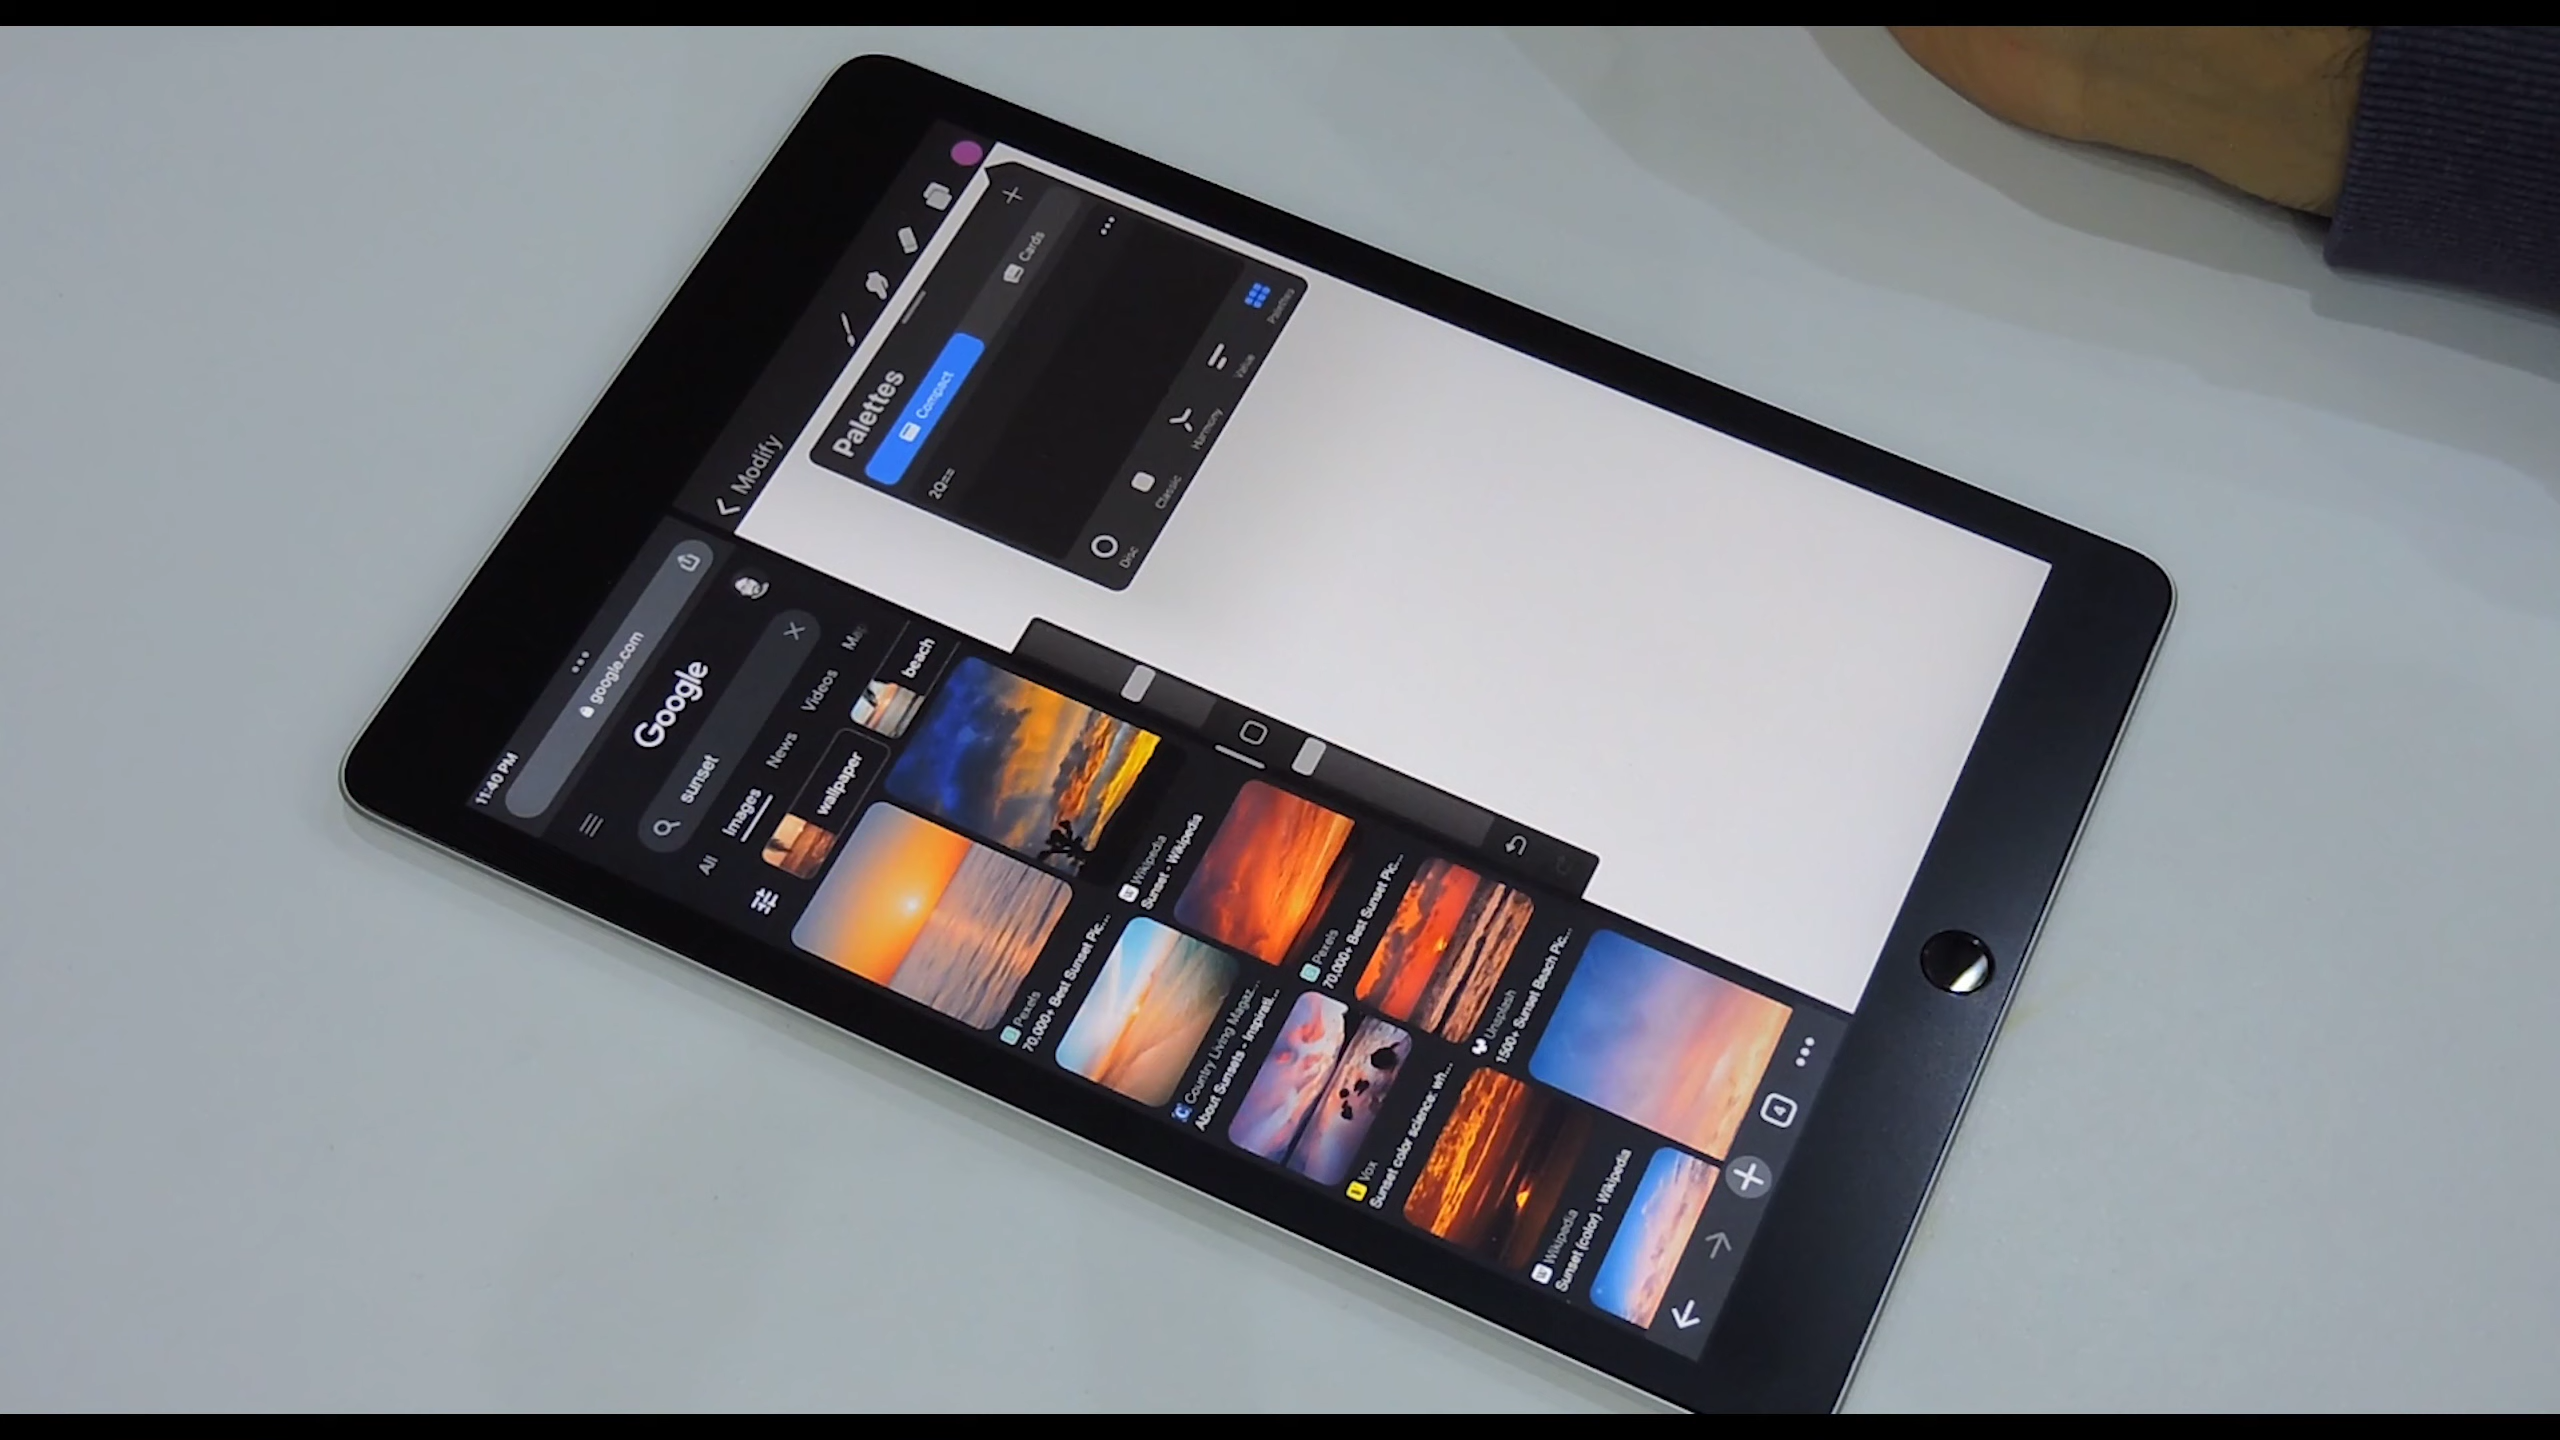 11:40 PM
google.com
Google
sunset
All
Images
News
Videos
wallpaper
beach
Pexels
70,000+ Best Sunset Pic...
Wikipedia
Sunset - Wikipedia
Country Living Magaz...
About Sunsets - Inspirati...
Pexels
70,000+ Best Sunset Pic...
Vox
Sunset color science: wh...
Unsplash
1500+ Sunset Beach Pic...
Wikipedia
Sunset (color) - Wikipedia
4
Modify
Palettes
Compact
Cards
2Q==
Disc
Classic
Harmony
Value
Palettes